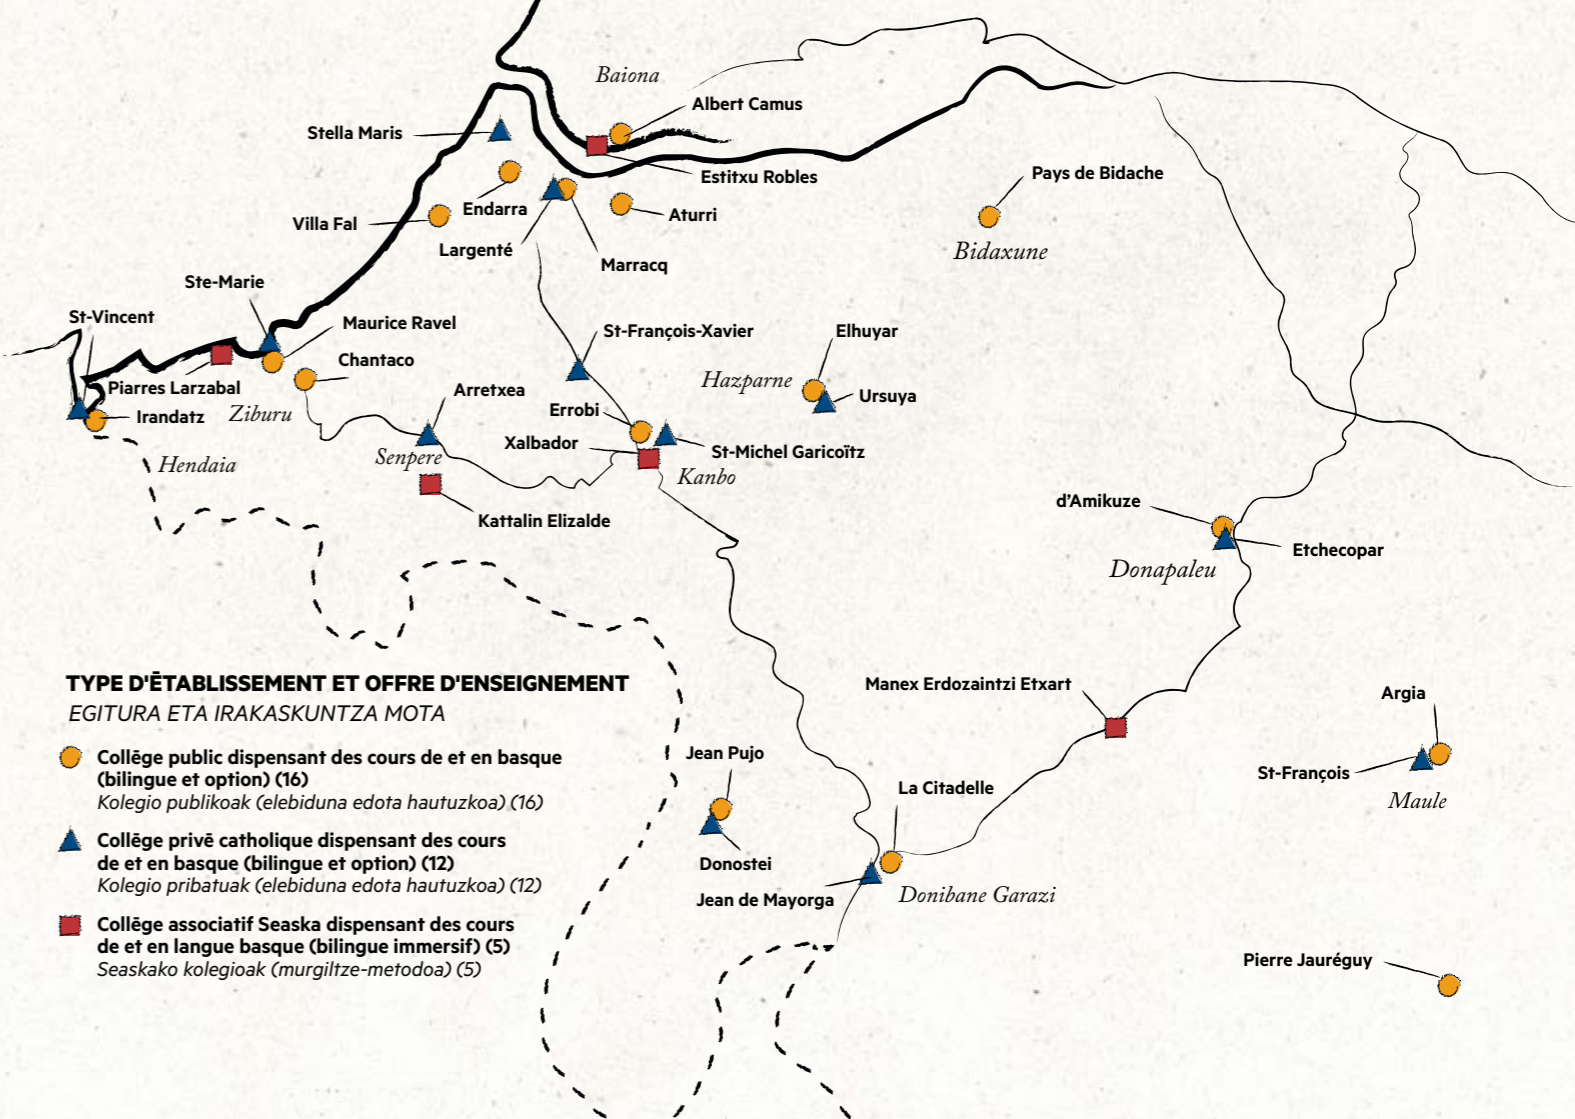 Baiona
Albert Camus
Stella Maris
Estitxu Robles
Pays de Bidache
Endarra
Aturri
Villa Fal
Largenté
Marracq
Bidaxune
Ste-Marie
St-Vincent
Maurice Ravel
St-François-Xavier
Elhuyar
Chantaco
Piarres Larzabal
Arretxea
Hazparne
Ursuya
Irandatz
Ziburu
Errobi
Xalbador
St-Michel Garicoïtz
Senpere
Hendaia
Kanbo
Kattalin Elizalde
d'Amikuze
Etchecopar
Donapaleu
Manex Erdozaintzi Etxart
Argia
Jean Pujo
St-François
La Citadelle
Maule
Donostei
Jean de Mayorga
Donibane Garazi
Pierre Jauréguy
TYPE D'ĒTABLISSEMENT ET OFFRE D'ENSEIGNEMENT
EGITURA ETA IRAKASKUNTZA MOTA
Collēge public dispensant des cours de et en basque
(bilingue et option) (16)
Kolegio publikoak (elebiduna edota hautuzkoa) (16)
Collēge privē catholique dispensant des cours
de et en basque (bilingue et option) (12)
Kolegio pribatuak (elebiduna edota hautuzkoa) (12)
Collēge associatif Seaska dispensant des cours
de et en langue basque (bilingue immersif) (5)
Seaskako kolegioak (murgiltze-metodoa) (5)